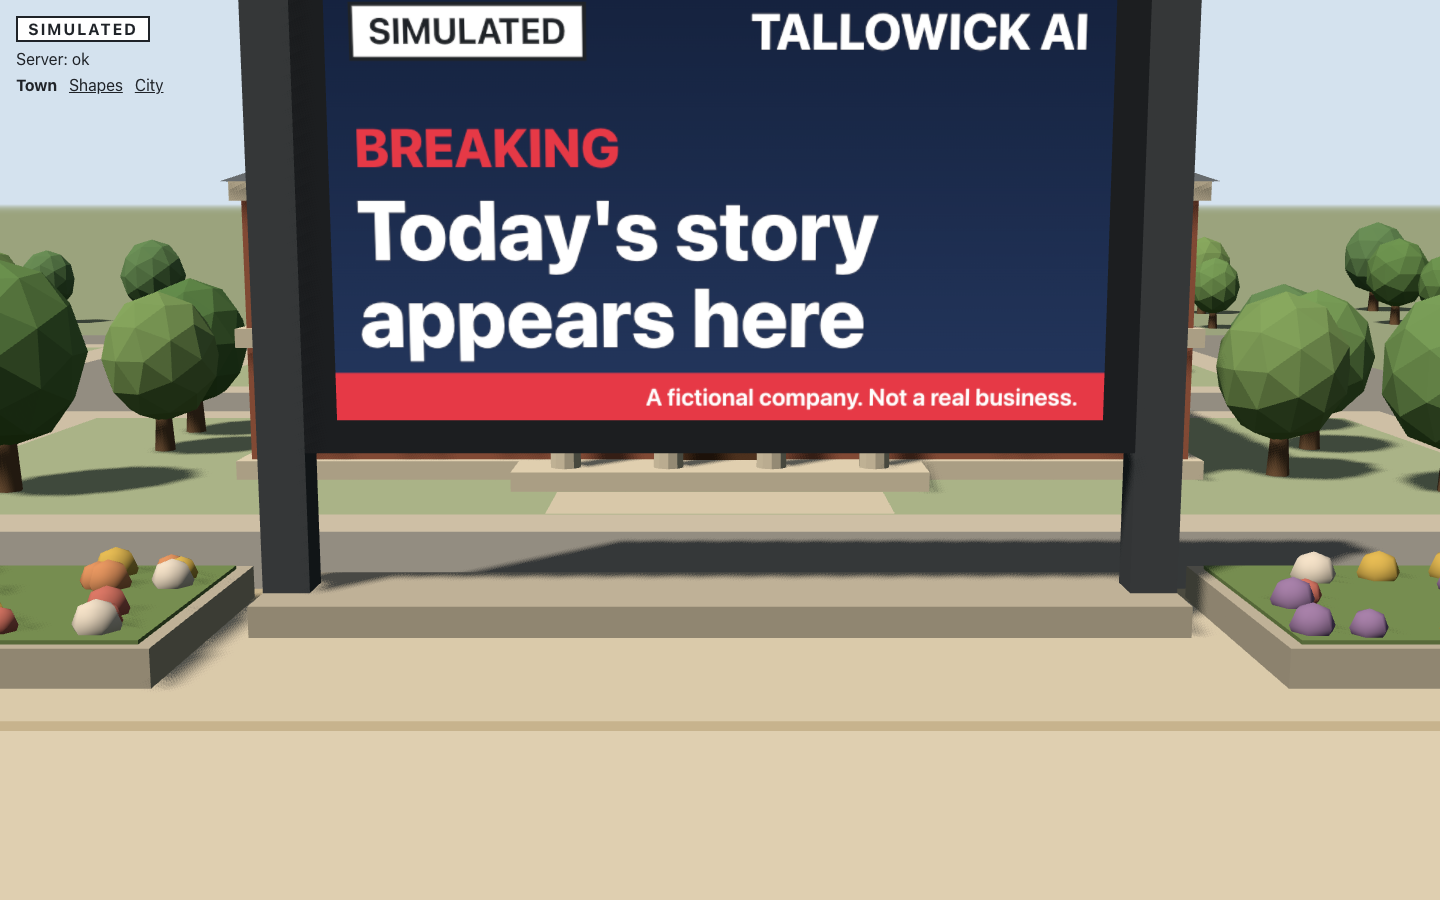 SIMULATED
Server: ok
Town Shapes City
SIMULATED TALLOWICK AI
BREAKING
Today's story
appears here
A fictional company. Not a real business.